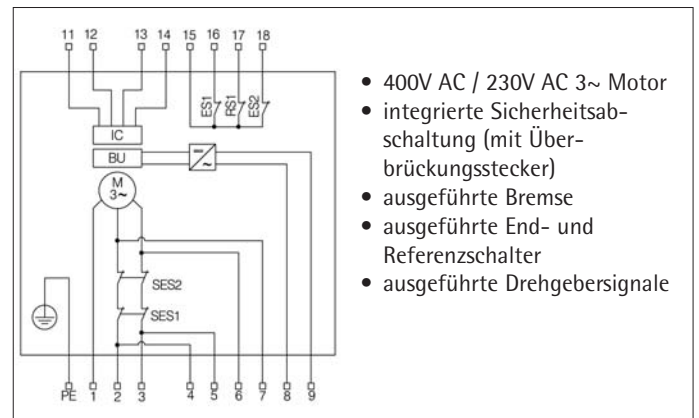 11 12 13 14 15 16 17 18
ES1 RS1 ES2
IC
BU
M
3~
SES2
SES1
PE 1 2 3 4 5 6 7 8 9
• 400V AC / 230V AC 3~ Motor
• integrierte Sicherheitsab-
schaltung (mit Über-
brückungsstecker)
• ausgeführte Bremse
• ausgeführte End- und
Referenzschalter
• ausgeführte Drehgebersignale